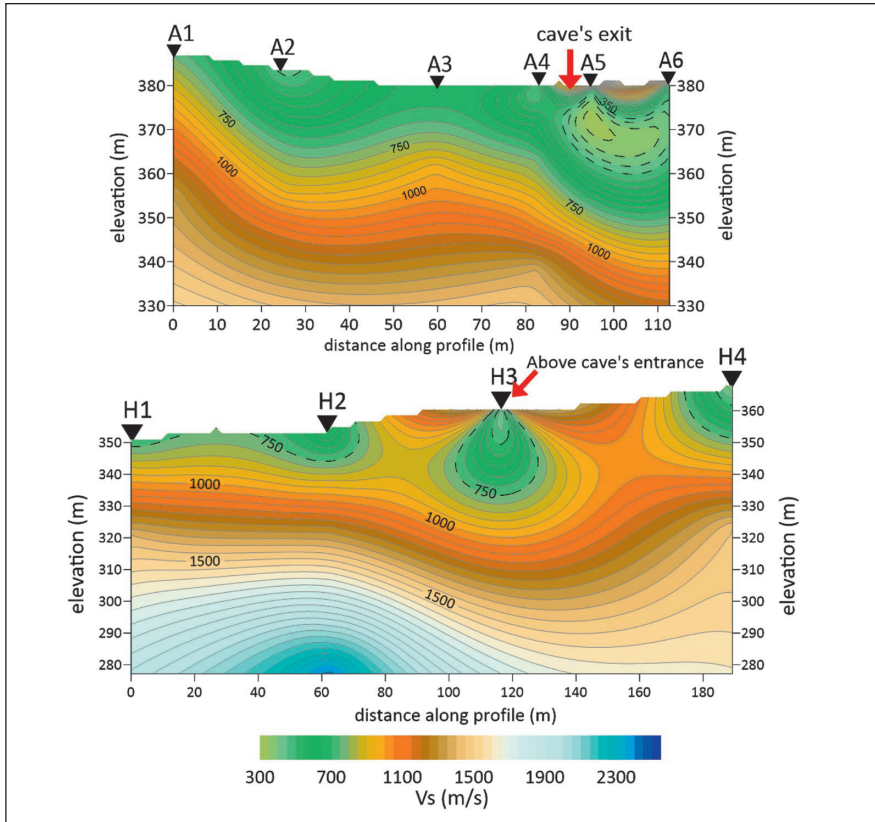 cave's exit
A1 A2 A3 A4 A5 A6
380 380
370 370
360 360
350 350
340 340
330 330
750 750 750 350
1000 1000 1000
elevation (m) elevation (m)
0 10 20 30 40 50 60 70 80 90 100 110
distance along profile (m)
Above cave's entrance
H1 H2 H3 H4
360
350 350
340 340
330 330
320 320
310 310
300 300
290 290
280 280
750 750
1000 1000
1500 1500
elevation (m) elevation (m)
0 20 40 60 80 100 120 140 160 180
distance along profile (m)
300 700 1100 1500 1900 2300
Vs (m/s)